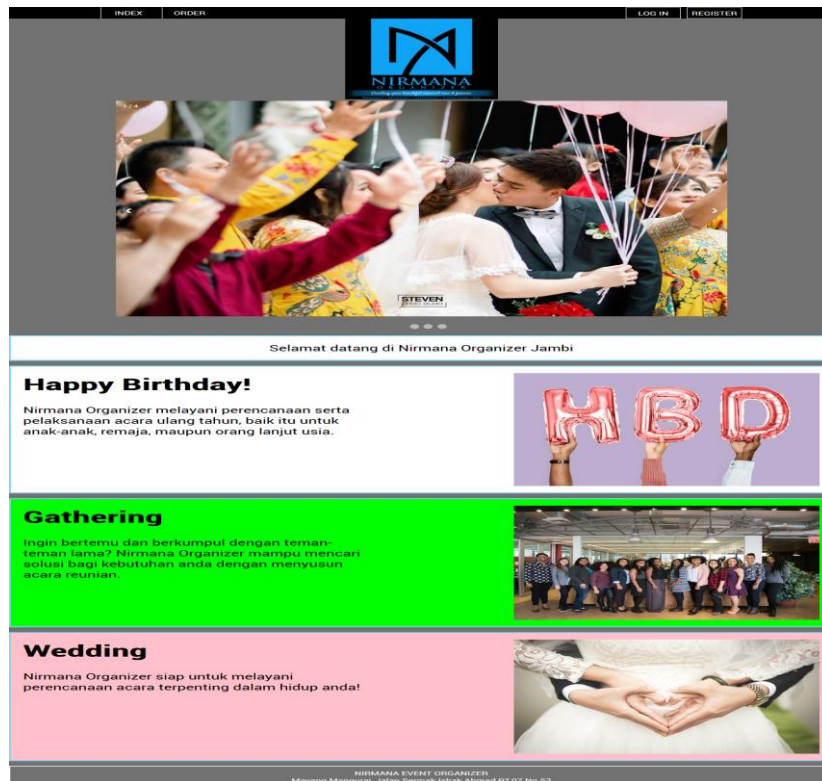 INDEX
ORDER
LOG IN
REGISTER
NIRMANA
ORGANIZER
1 / 4
STEVEN
Selamat datang di Nirmana Organizer Jambi
Happy Birthday!
Nirmana Organizer melayani perencanaan serta
pelaksanaan acara ulang tahun, baik itu untuk
anak-anak, remaja, maupun orang lanjut usia.
HBD
Gathering
Ingin bertemu dan berkumpul dengan teman-
teman lama? Nirmana Organizer mampu mencari
solusi bagi kebutuhan anda dengan menyusun
acara reunian.
Wedding
Nirmana Organizer siap untuk melayani
perencanaan acara terpenting dalam hidup anda!
NIRMANA EVENT ORGANIZER